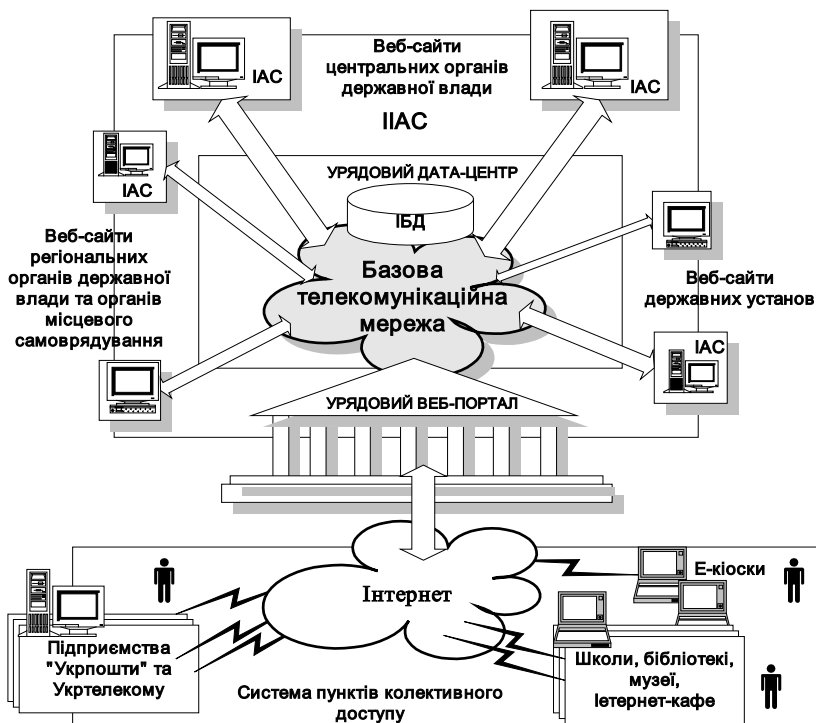 ІАС
Веб-сайти
центральних органів
державної влади
ІАС
ІІАС
ІАС
УРЯДОВИЙ ДАТА-ЦЕНТР
ІБД
Базова
телекомунікаційна
мережа
Веб-сайти
регіональних
органів державної
влади та органів
місцевого
самоврядування
Веб-сайти
державних установ
ІАС
УРЯДОВИЙ ВЕБ-ПОРТАЛ
Інтернет
Е-кіоски
Підприємства
"Укрпошти" та
Укртелекому
Система пунктів колективного
доступу
Школи, бібліотекі,
музеї,
Іетернет-кафе